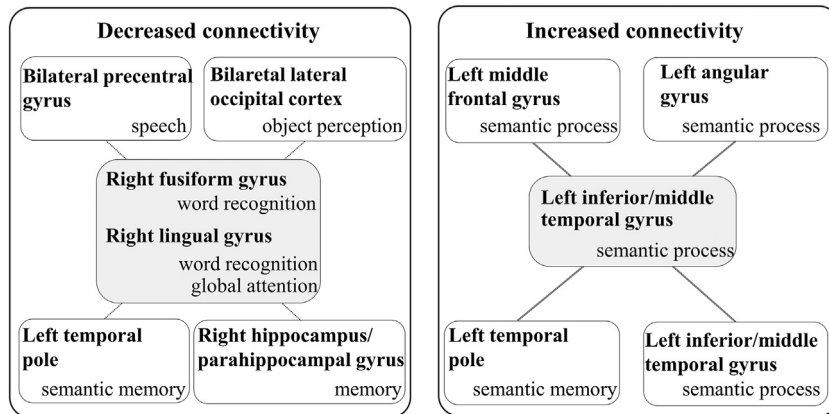 Decreased connectivity
Bilateral precentral
gyrus
speech
Bilaretal lateral
occipital cortex
object perception
Right fusiform gyrus
word recognition
Right lingual gyrus
word recognition
global attention
Left temporal
pole
semantic memory
Right hippocampus/
parahippocampal gyrus
memory
Increased connectivity
Left middle
frontal gyrus
semantic process
Left angular
gyrus
semantic process
Left inferior/middle
temporal gyrus
semantic process
Left temporal
pole
semantic memory
Left inferior/middle
temporal gyrus
semantic process